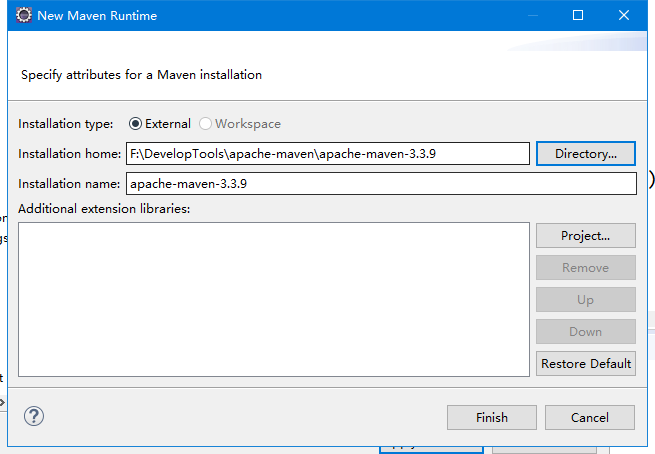 New Maven Runtime
Specify attributes for a Maven installation
Installation type: External Workspace
Installation home: F:\DevelopTools\apache-maven\apache-maven-3.3.9 Directory...
Installation name: apache-maven-3.3.9
Additional extension libraries:
Project...
Remove
Up
Down
Restore Default
Finish Cancel